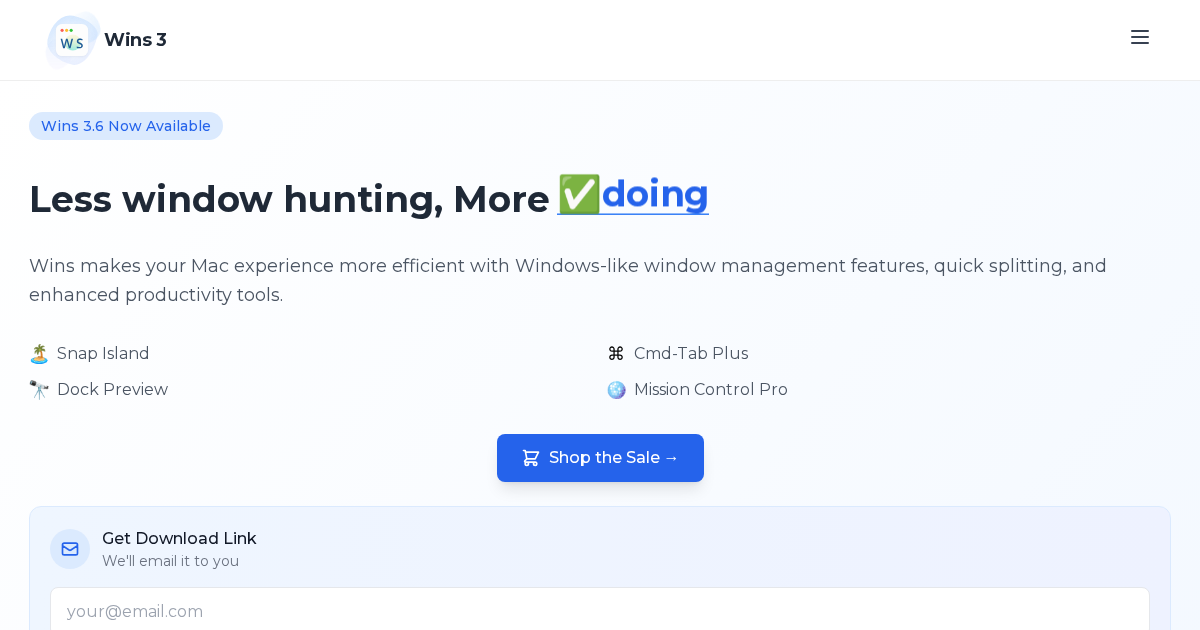 W S
Wins 3
Wins 3.6 Now Available
Less window hunting, More ✅doing
Wins makes your Mac experience more efficient with Windows-like window management features, quick splitting, and
enhanced productivity tools.
🏝️ Snap Island
⌘ Cmd-Tab Plus
🔭 Dock Preview
🪩 Mission Control Pro
Shop the Sale →
Get Download Link
We'll email it to you
your@email.com